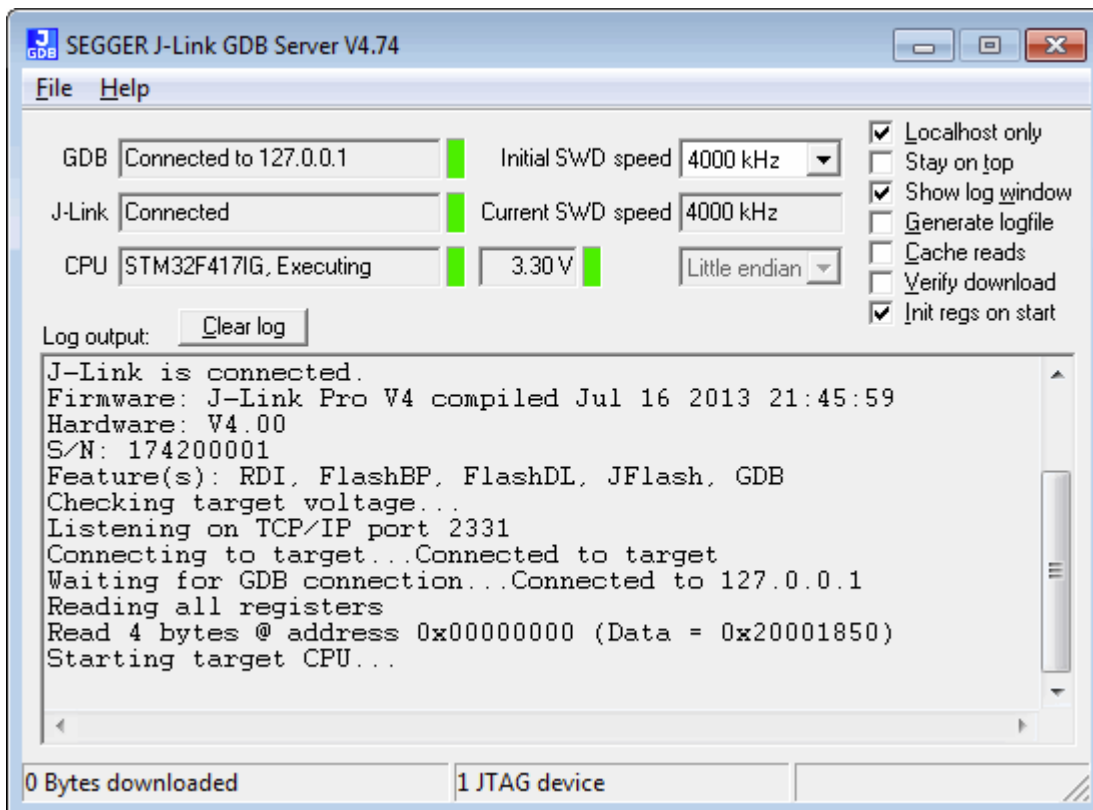 J GDB SEGGER J-Link GDB Server V4.74
File Help
GDB Connected to 127.0.0.1 Initial SWD speed 4000 kHz
J-Link Connected Current SWD speed 4000 kHz
CPU STM32F417IG, Executing 3.30 V Little endian
Localhost only
Stay on top
Show log window
Generate logfile
Cache reads
Verify download
Init regs on start
Log output: Clear log
J-Link is connected.
Firmware: J-Link Pro V4 compiled Jul 16 2013 21:45:59
Hardware: V4.00
S/N: 174200001
Feature(s): RDI, FlashBP, FlashDL, JFlash, GDB
Checking target voltage...
Listening on TCP/IP port 2331
Connecting to target...Connected to target
Waiting for GDB connection...Connected to 127.0.0.1
Reading all registers
Read 4 bytes @ address 0x00000000 (Data = 0x20001850)
Starting target CPU...
0 Bytes downloaded 1 JTAG device